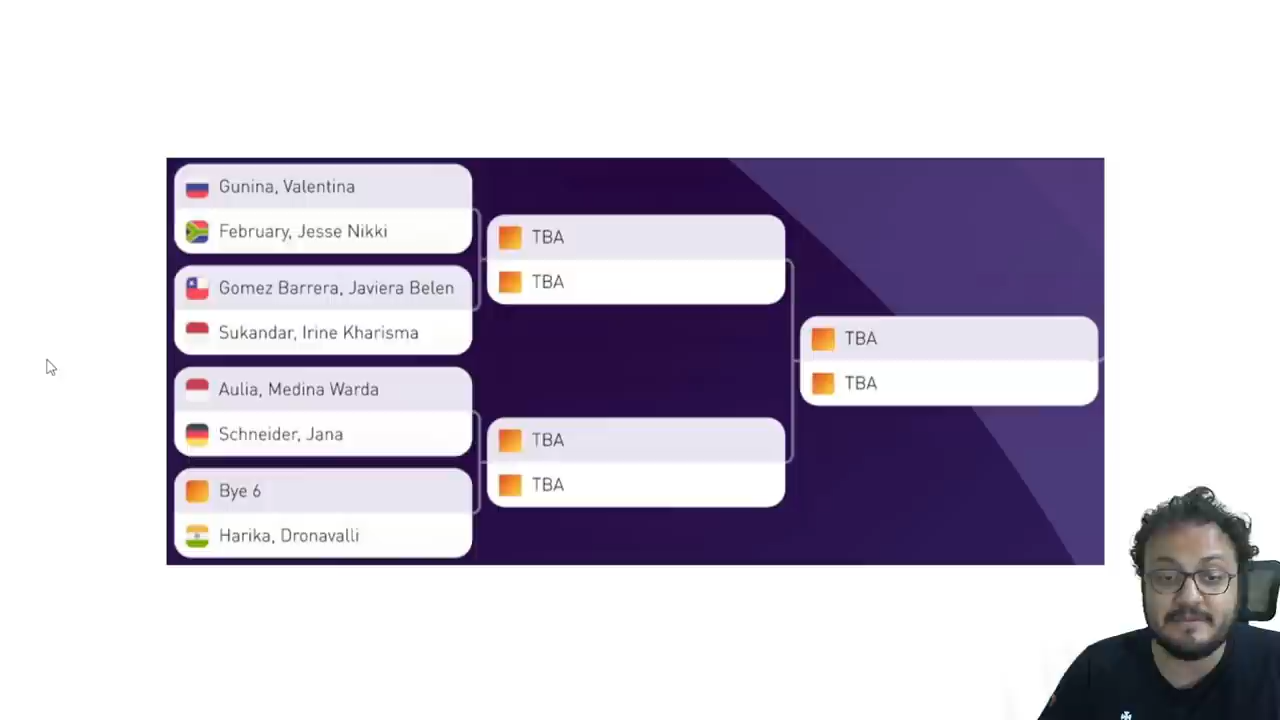 Gunina, Valentina
February, Jesse Nikki
Gomez Barrera, Javiera Belen
Sukandar, Irine Kharisma
Aulia, Medina Warda
Schneider, Jana
Bye 6
Harika, Dronavalli
TBA
TBA
TBA
TBA
TBA
TBA